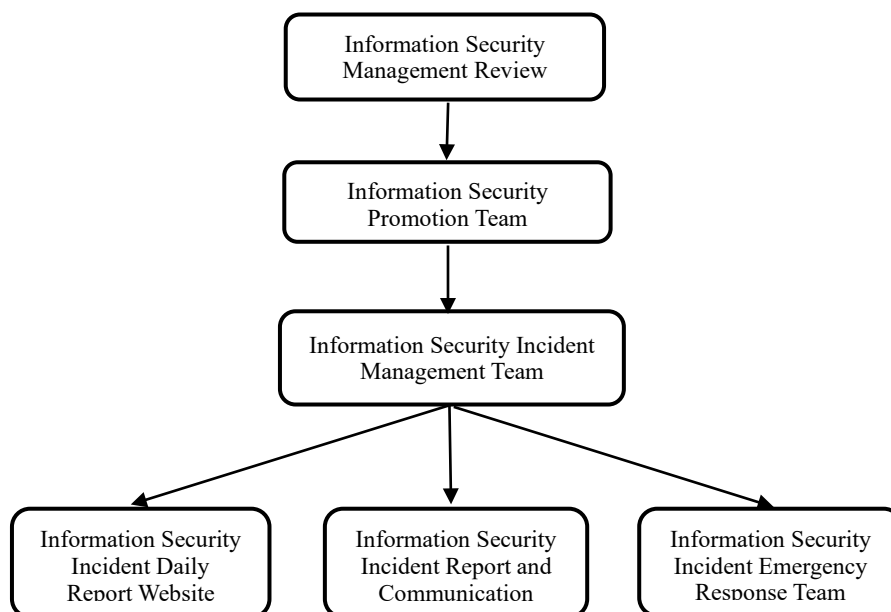 Information Security
Management Review
Information Security
Promotion Team
Information Security Incident
Management Team
Information Security
Incident Daily
Report Website
Information Security
Incident Report and
Communication
Information Security
Incident Emergency
Response Team